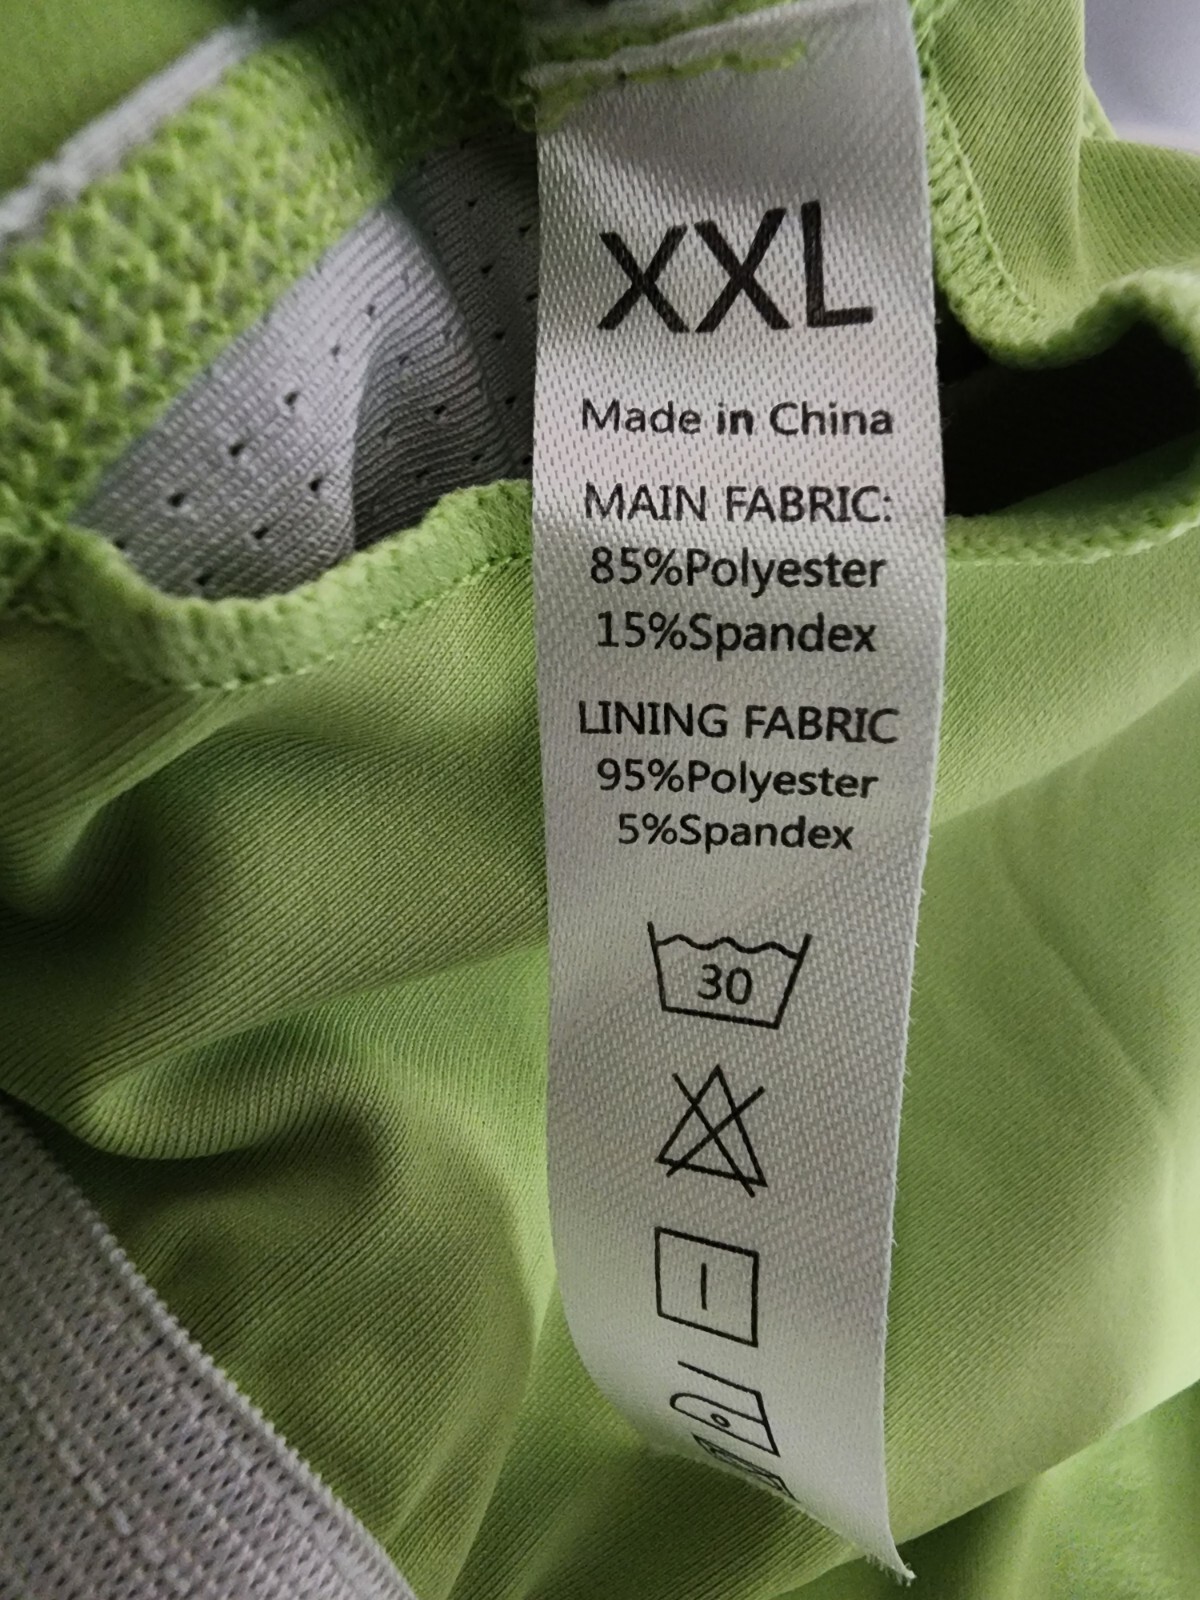 XXL
Made in China
MAIN FABRIC:
85%Polyester
15%Spandex
LINING FABRIC
95%Polyester
5%Spandex
30